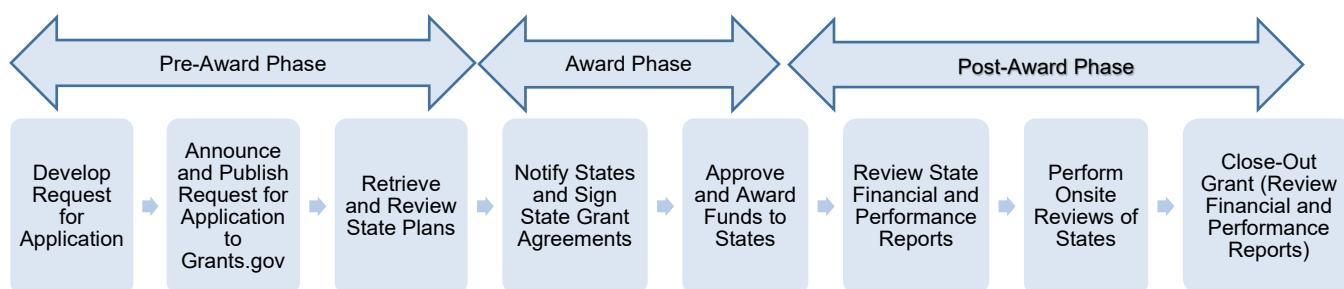 Pre-Award Phase
Award Phase
Post-Award Phase
Develop
Request
for
Application
Announce
and Publish
Request for
Application
to
Grants.gov
Retrieve
and Review
State Plans
Notify States
and Sign
State Grant
Agreements
Approve
and Award
Funds to
States
Review State
Financial and
Performance
Reports
Perform
Onsite
Reviews of
States
Close-Out
Grant (Review
Financial and
Performance
Reports)